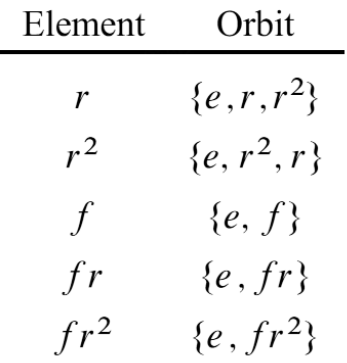 Element Orbit
r {e, r, r²}
r² {e, r², r}
f {e, f}
fr {e, fr}
fr² {e, fr²}